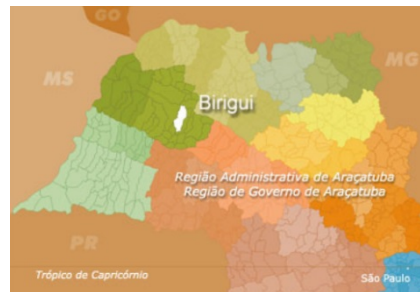 GO
MS
MG
Birigui
Região Administrativa de Araçatuba
Região de Governo de Araçatuba
PR
Trópico de Capricórnio
São Paulo